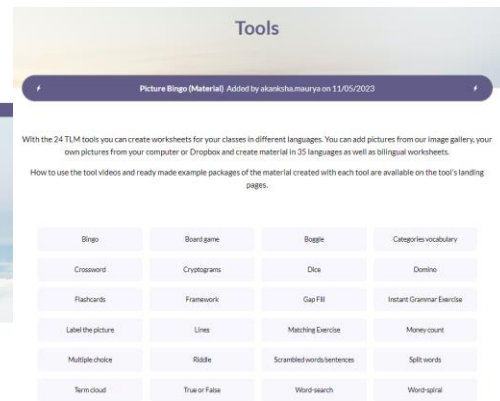 Tools
Picture Bingo (Material) Added by akanksha.maurya on 11/05/2023
With the 24 TLM tools you can create worksheets for your classes in different languages. You can add pictures from our image gallery, your
own pictures from your computer or Dropbox and create material in 35 languages as well as bilingual worksheets.
How to use the tool videos and ready made example packages of the material created with each tool are available on the tool's landing
pages.
Bingo Board game Boggle Categories vocabulary
Crossword Cryptograms Dice Domino
Flashcards Framework Gap Fill Instant Grammar Exercise
Label the picture Lines Matching Exercise Money count
Multiple choice Riddle Scrambled words/sentences Split words
Term cloud True or False Word-search Word-spiral